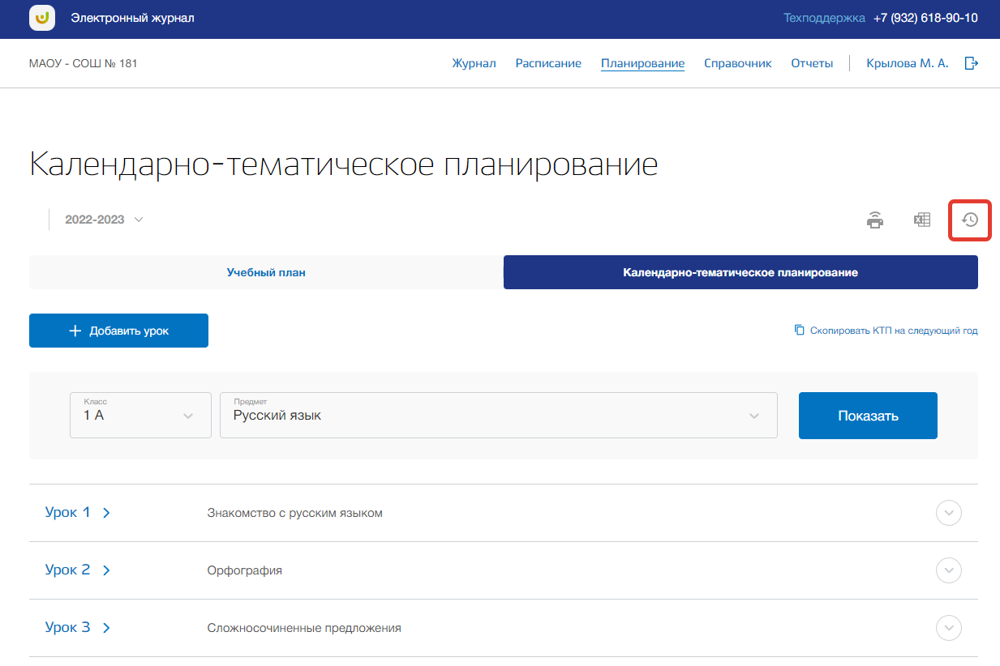 Электронный журнал
Техподдержка +7 (932) 618-90-10
МАОУ - СОШ № 181
Журнал Расписание Планирование Справочник Отчеты Крылова М. А.
Календарно-тематическое планирование
2022-2023
Учебный план
Календарно-тематическое планирование
+ Добавить урок
Скопировать КТП на следующий год
Класс
1 А
Предмет
Русский язык
Показать
Урок 1 Знакомство с русским языком
Урок 2 Орфография
Урок 3 Сложносочиненные предложения